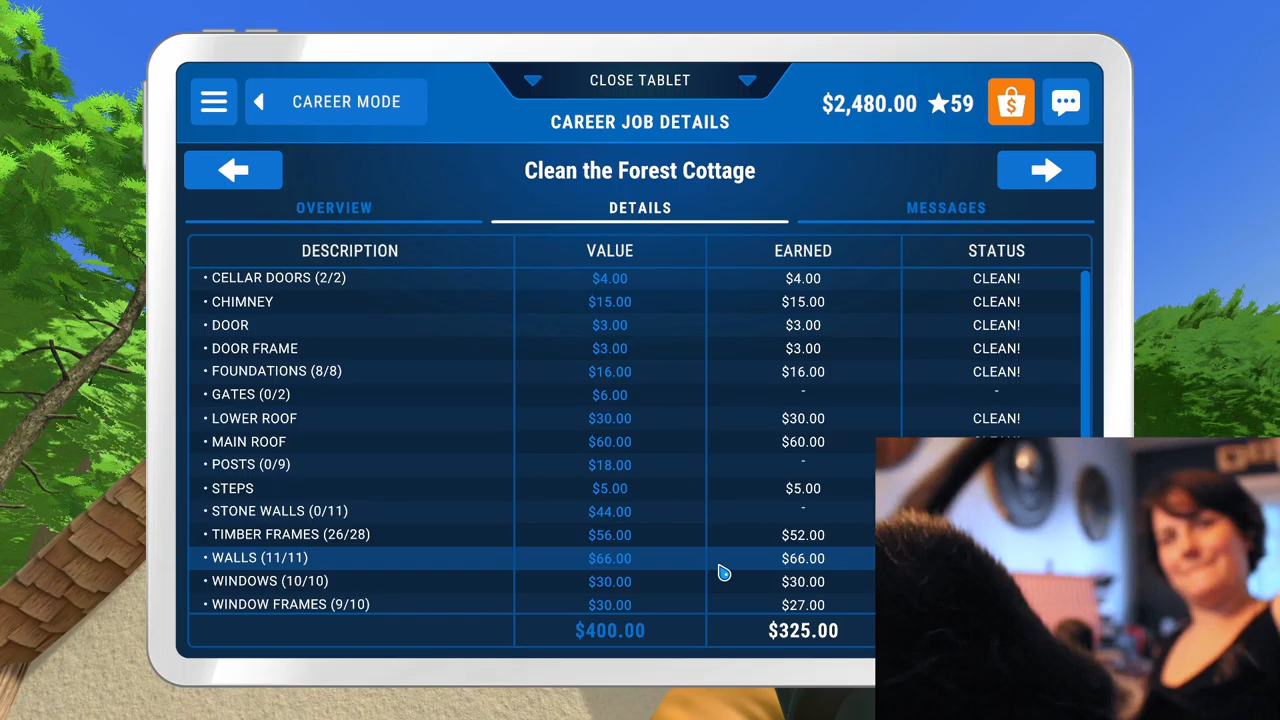 CLOSE TABLET
CAREER MODE
$2,480.00 ★59
CAREER JOB DETAILS
Clean the Forest Cottage
OVERVIEW DETAILS MESSAGES
DESCRIPTION VALUE EARNED STATUS
• CELLAR DOORS (2/2) $4.00 $4.00 CLEAN!
• CHIMNEY $15.00 $15.00 CLEAN!
• DOOR $3.00 $3.00 CLEAN!
• DOOR FRAME $3.00 $3.00 CLEAN!
• FOUNDATIONS (8/8) $16.00 $16.00 CLEAN!
• GATES (0/2) $6.00 - -
• LOWER ROOF $30.00 $30.00 CLEAN!
• MAIN ROOF $60.00 $60.00
• POSTS (0/9) $18.00 -
• STEPS $5.00 $5.00
• STONE WALLS (0/11) $44.00 -
• TIMBER FRAMES (26/28) $56.00 $52.00
• WALLS (11/11) $66.00 $66.00
• WINDOWS (10/10) $30.00 $30.00
• WINDOW FRAMES (9/10) $30.00 $27.00
$400.00 $325.00